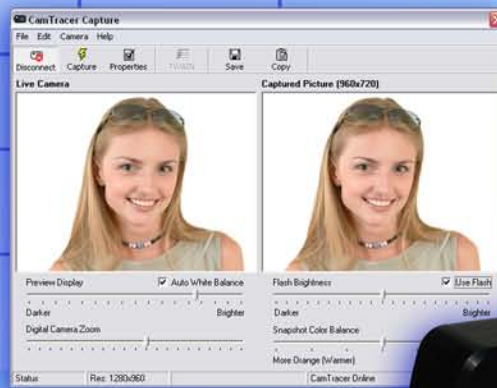 CamTracer Capture
File Edit Camera Help
Disconnect Capture Properties TWAIN Save Copy
Live Camera
Captured Picture (960x720)
Preview Display Auto White Balance
Darker Brighter
Digital Camera Zoom
Flash Brightness Use Flash
Darker Brighter
Snapshot Color Balance
More Orange (Warmer)
Status Res: 1280x960 CamTracer Online